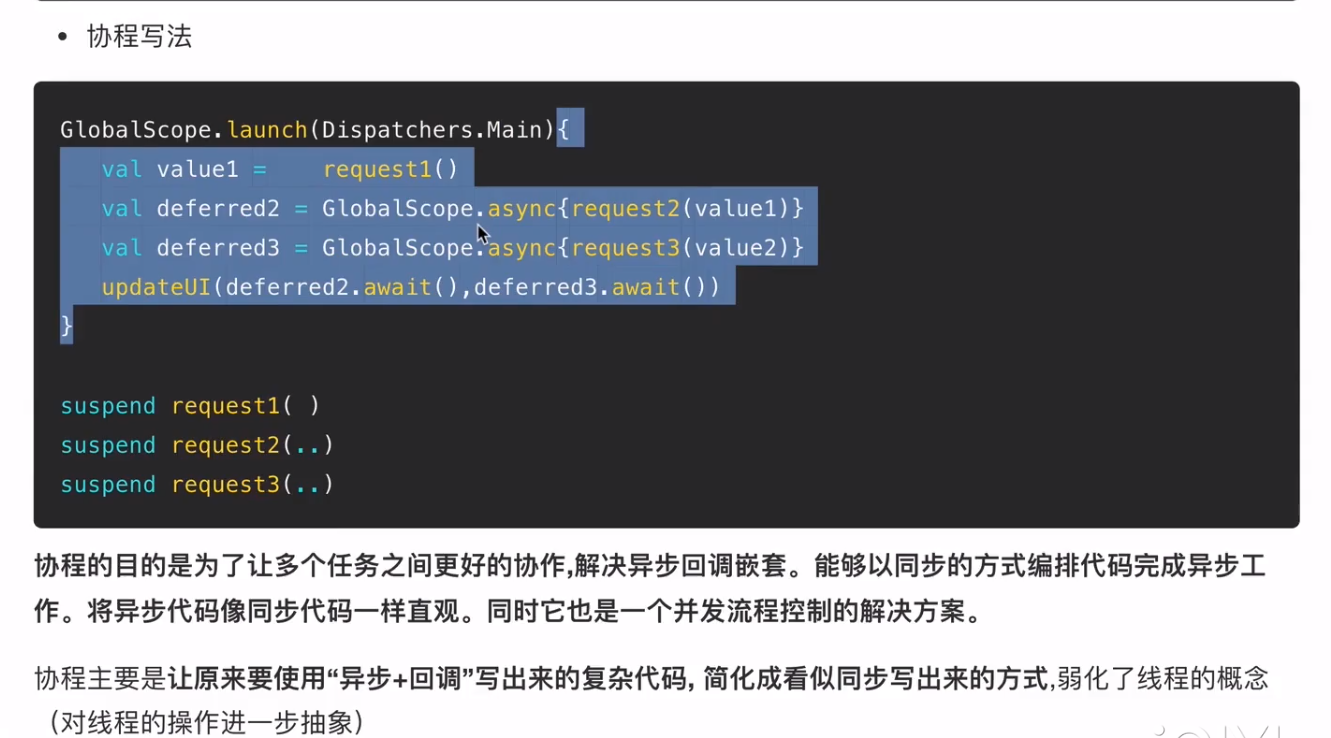 • 协程写法
GlobalScope.launch(Dispatchers.Main){
   val value1 =    request1()
   val deferred2 = GlobalScope.async{request2(value1)}
   val deferred3 = GlobalScope.async{request3(value2)}
   updateUI(deferred2.await(),deferred3.await())
}
suspend request1( )
suspend request2(..)
suspend request3(..)
协程的目的是为了让多个任务之间更好的协作,解决异步回调嵌套。能够以同步的方式编排代码完成异步工
作。将异步代码像同步代码一样直观。同时它也是一个并发流程控制的解决方案。
协程主要是让原来要使用“异步+回调”写出来的复杂代码, 简化成看似同步写出来的方式,弱化了线程的概念
（对线程的操作进一步抽象）